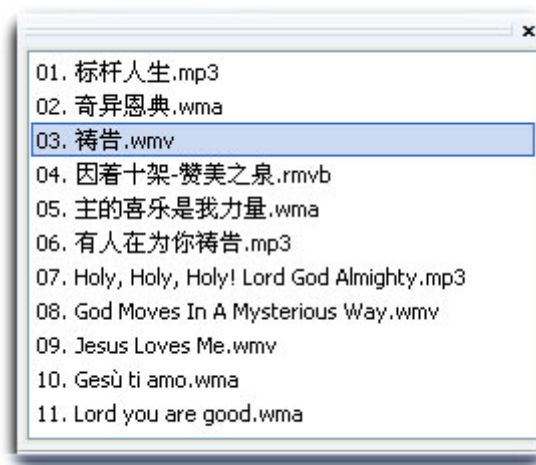 01. 标杆人生.mp3
02. 奇异恩典.wma
03. 祷告.wmv
04. 因着十架-赞美之泉.rmvb
05. 主的喜乐是我力量.wma
06. 有人在为你祷告.mp3
07. Holy, Holy, Holy! Lord God Almighty.mp3
08. God Moves In A Mysterious Way.wmv
09. Jesus Loves Me.wmv
10. Gesù ti amo.wma
11. Lord you are good.wma